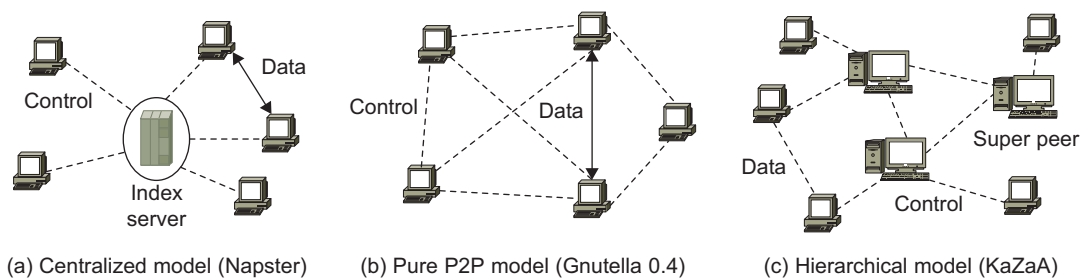 Control
Data
Index
server
(a) Centralized model (Napster)
Control
Data
(b) Pure P2P model (Gnutella 0.4)
Super peer
Data
Control
(c) Hierarchical model (KaZaA)